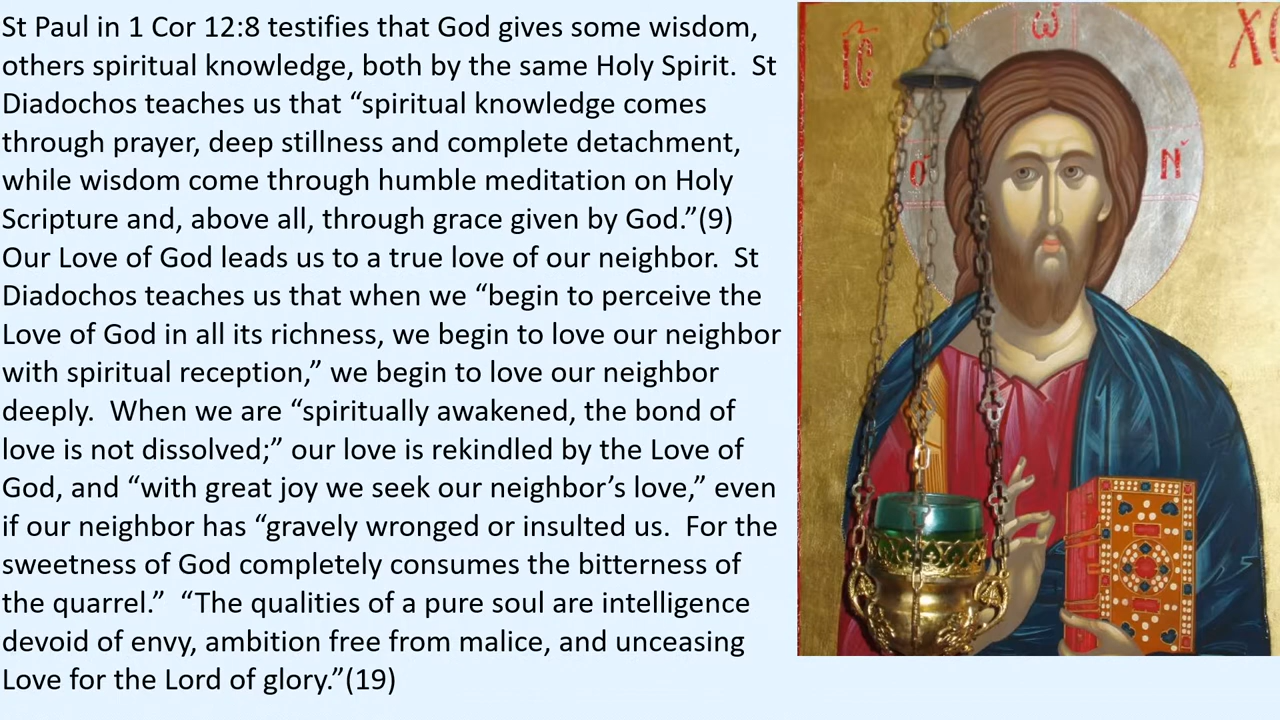 St Paul in 1 Cor 12:8 testifies that God gives some wisdom,
others spiritual knowledge, both by the same Holy Spirit.  St
Diadochos teaches us that “spiritual knowledge comes
through prayer, deep stillness and complete detachment,
while wisdom come through humble meditation on Holy
Scripture and, above all, through grace given by God.”(9)
Our Love of God leads us to a true love of our neighbor.  St
Diadochos teaches us that when we “begin to perceive the
Love of God in all its richness, we begin to love our neighbor
with spiritual reception,” we begin to love our neighbor
deeply.  When we are “spiritually awakened, the bond of
love is not dissolved;” our love is rekindled by the Love of
God, and “with great joy we seek our neighbor’s love,” even
if our neighbor has “gravely wronged or insulted us.  For the
sweetness of God completely consumes the bitterness of
the quarrel.”  “The qualities of a pure soul are intelligence
devoid of envy, ambition free from malice, and unceasing
Love for the Lord of glory.”(19)
IC
XC
ὁ
ὤ
Ν